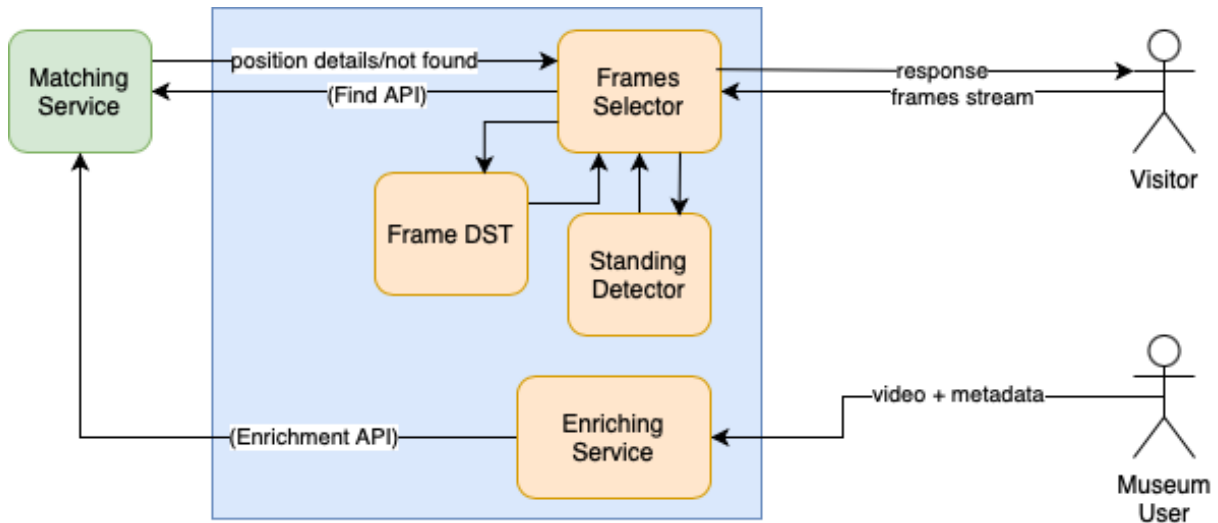 Matching
Service
position details/not found
(Find API)
Frames
Selector
response
frames stream
Visitor
Frame DST
Standing
Detector
video + metadata
(Enrichment API)
Enriching
Service
Museum
User